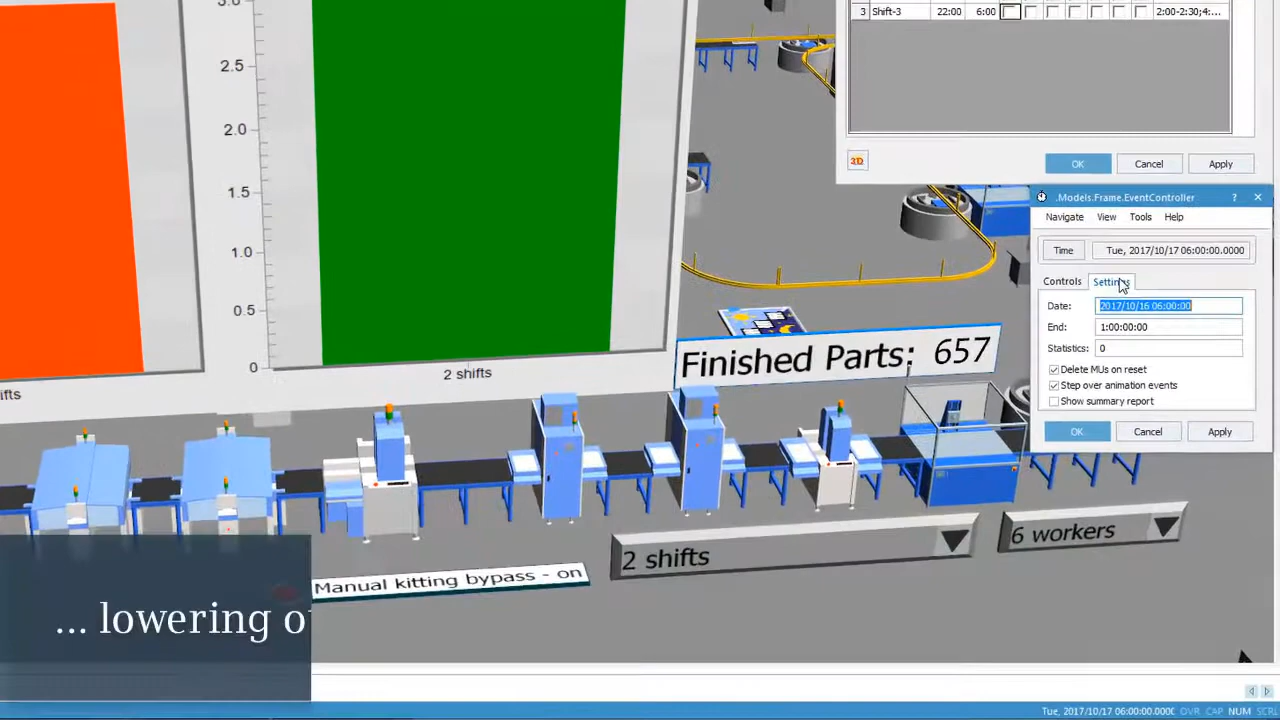 3.0
2.5
2.0
1.5
1.0
0.5
0
2 shifts
3 Shift-3 22:00 6:00 2:00-2:30;4:...
3D
OK Cancel Apply
.Models.Frame.EventController ? ×
Navigate View Tools Help
Time Tue, 2017/10/17 06:00:00.0000
Controls Settings
Date: 2017/10/16 06:00:00
End: 1:00:00:00
Statistics: 0
Delete MUs on reset
Step over animation events
Show summary report
OK Cancel Apply
Finished Parts: 657
2 shifts
6 workers
Manual kitting bypass - on
... lowering
Tue, 2017/10/17 06:00:00.000 OVR CAP NUM SCRL